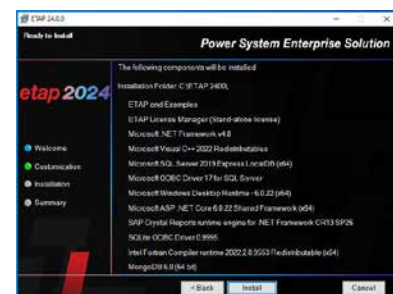 ETAP 24.0.0
Ready to Install
Power System Enterprise Solution
The following components will be installed
etap 2024
Installation Folder: C:\ETAP 2400\
ETAP and Examples
ETAP License Manager (Stand-alone license)
Microsoft .NET Framework v4.8
Welcome
Microsoft Visual C++ 2022 Redistributables
Customization
Microsoft SQL Server 2019 Express LocalDB (x64)
Microsoft ODBC Driver 17 for SQL Server
Installation
Microsoft Windows Desktop Runtime - 6.0.22 (x64)
Summary
Microsoft ASP .NET Core 6.0.22 Shared Framework (x64)
SAP Crystal Reports runtime engine for .NET Framework CR13 SP26
SQLite ODBC Driver 0.9995
Intel Fortran Compiler runtime 2022.2.0.9553 Redistributable (x64)
MongoDB 6.0 (64 bit)
< Back
Install
Cancel